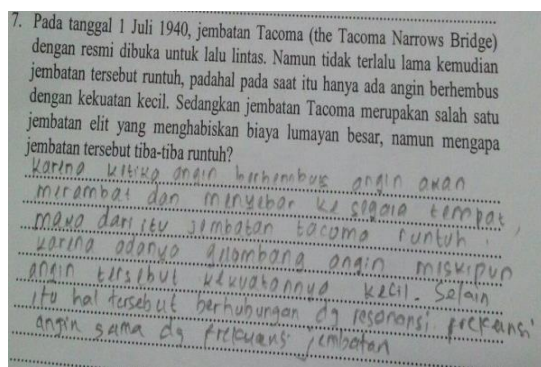 7. Pada tanggal 1 Juli 1940, jembatan Tacoma (the Tacoma Narrows Bridge)
dengan resmi dibuka untuk lalu lintas. Namun tidak terlalu lama kemudian
jembatan tersebut runtuh, padahal pada saat itu hanya ada angin berhembus
dengan kekuatan kecil. Sedangkan jembatan Tacoma merupakan salah satu
jembatan elit yang menghabiskan biaya lumayan besar, namun mengapa
jembatan tersebut tiba-tiba runtuh?
Karena ketika angin berhembus angin akan
merambat dan menyebar ke segala tempat,
maka dari itu jembatan tacoma runtuh.
karena adanya gelombang angin meskipun
angin tersebut kekuatannya kecil. Selain
itu hal tersebut berhubungan dg resonansi. frekuensi
angin sama dg frekuensi jembatan